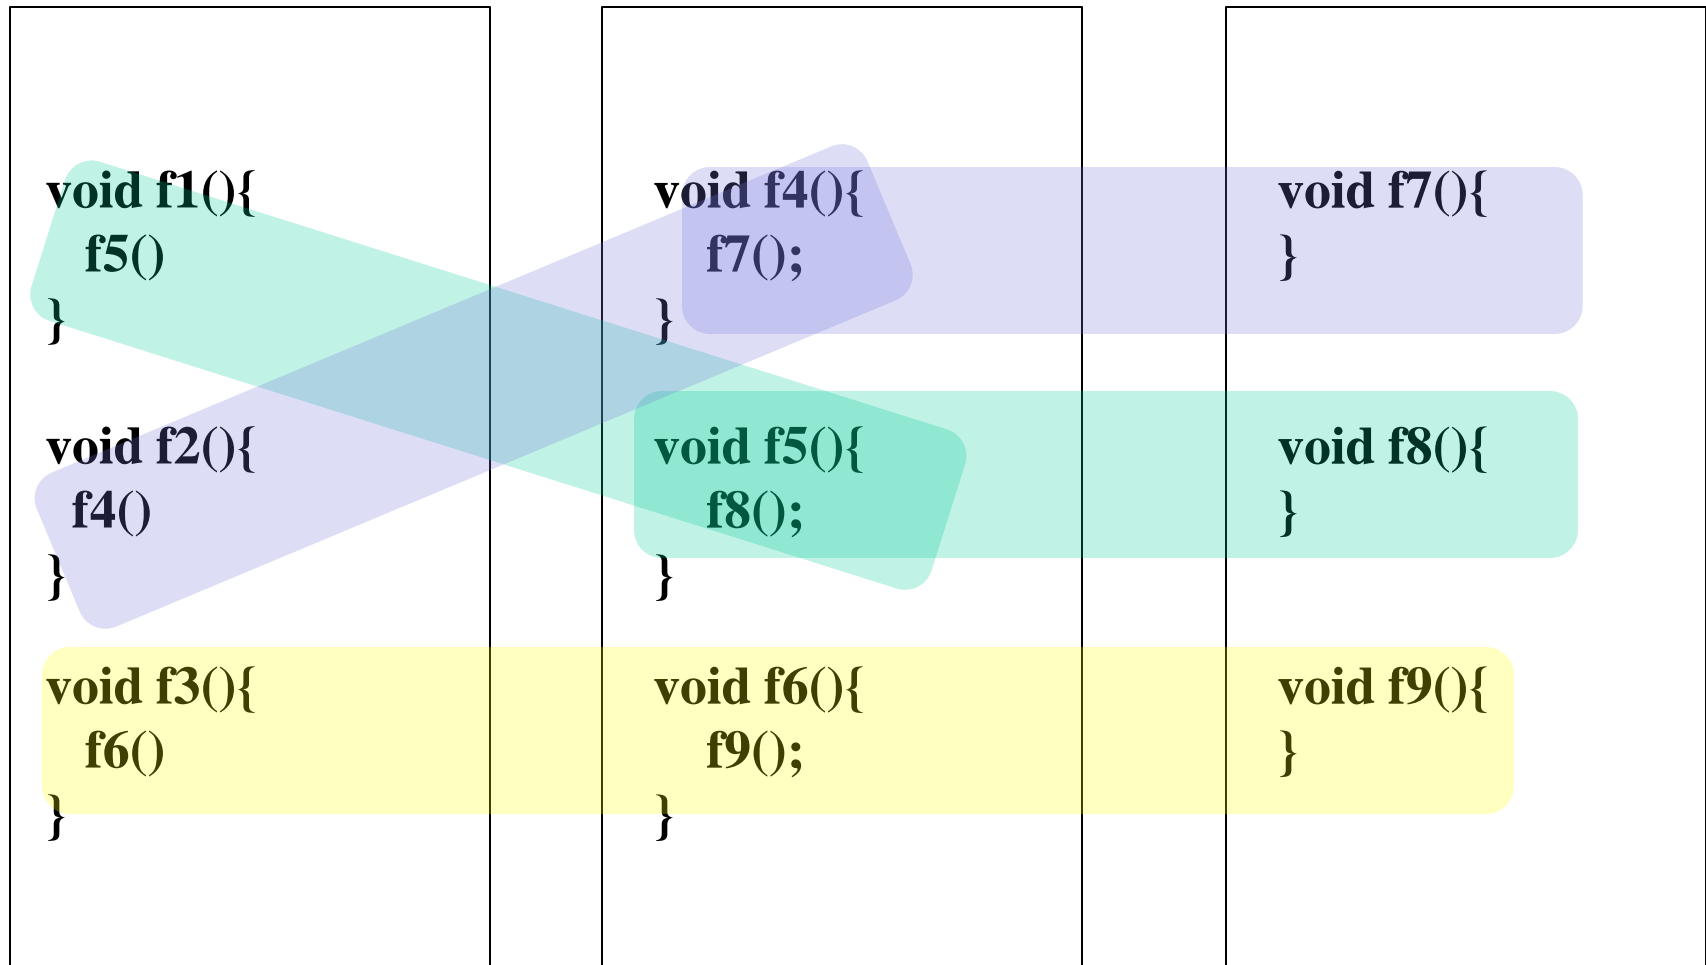 void f1(){
f5()
}
void f2(){
f4()
}
void f3(){
f6()
}
void f4(){
f7();
}
void f5(){
f8();
}
void f6(){
f9();
}
void f7(){
}
void f8(){
}
void f9(){
}